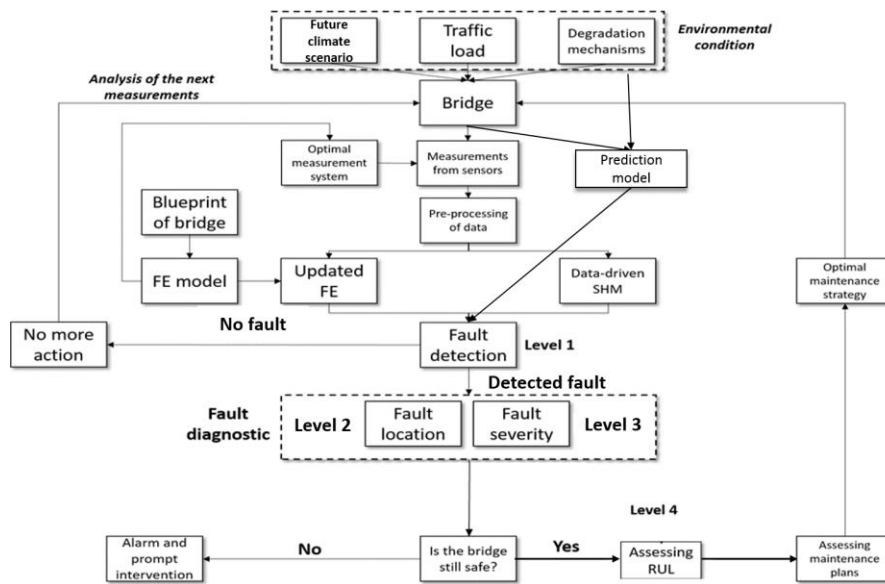 Future
climate
scenario
Traffic
load
Degradation
mechanisms
Environmental
condition
Analysis of the next
measurements
Bridge
Optimal
measurement
system
Measurements
from sensors
Prediction
model
Blueprint
of bridge
Pre-processing
of data
FE model
Updated
FE
Data-driven
SHM
Optimal
maintenance
strategy
No fault
No more
action
Fault
detection
Level 1
Detected fault
Fault
diagnostic
Level 2
Fault
location
Fault
severity
Level 3
Level 4
Alarm and
prompt
intervention
No
Is the bridge
still safe?
Yes
Assessing
RUL
Assessing
maintenance
plans